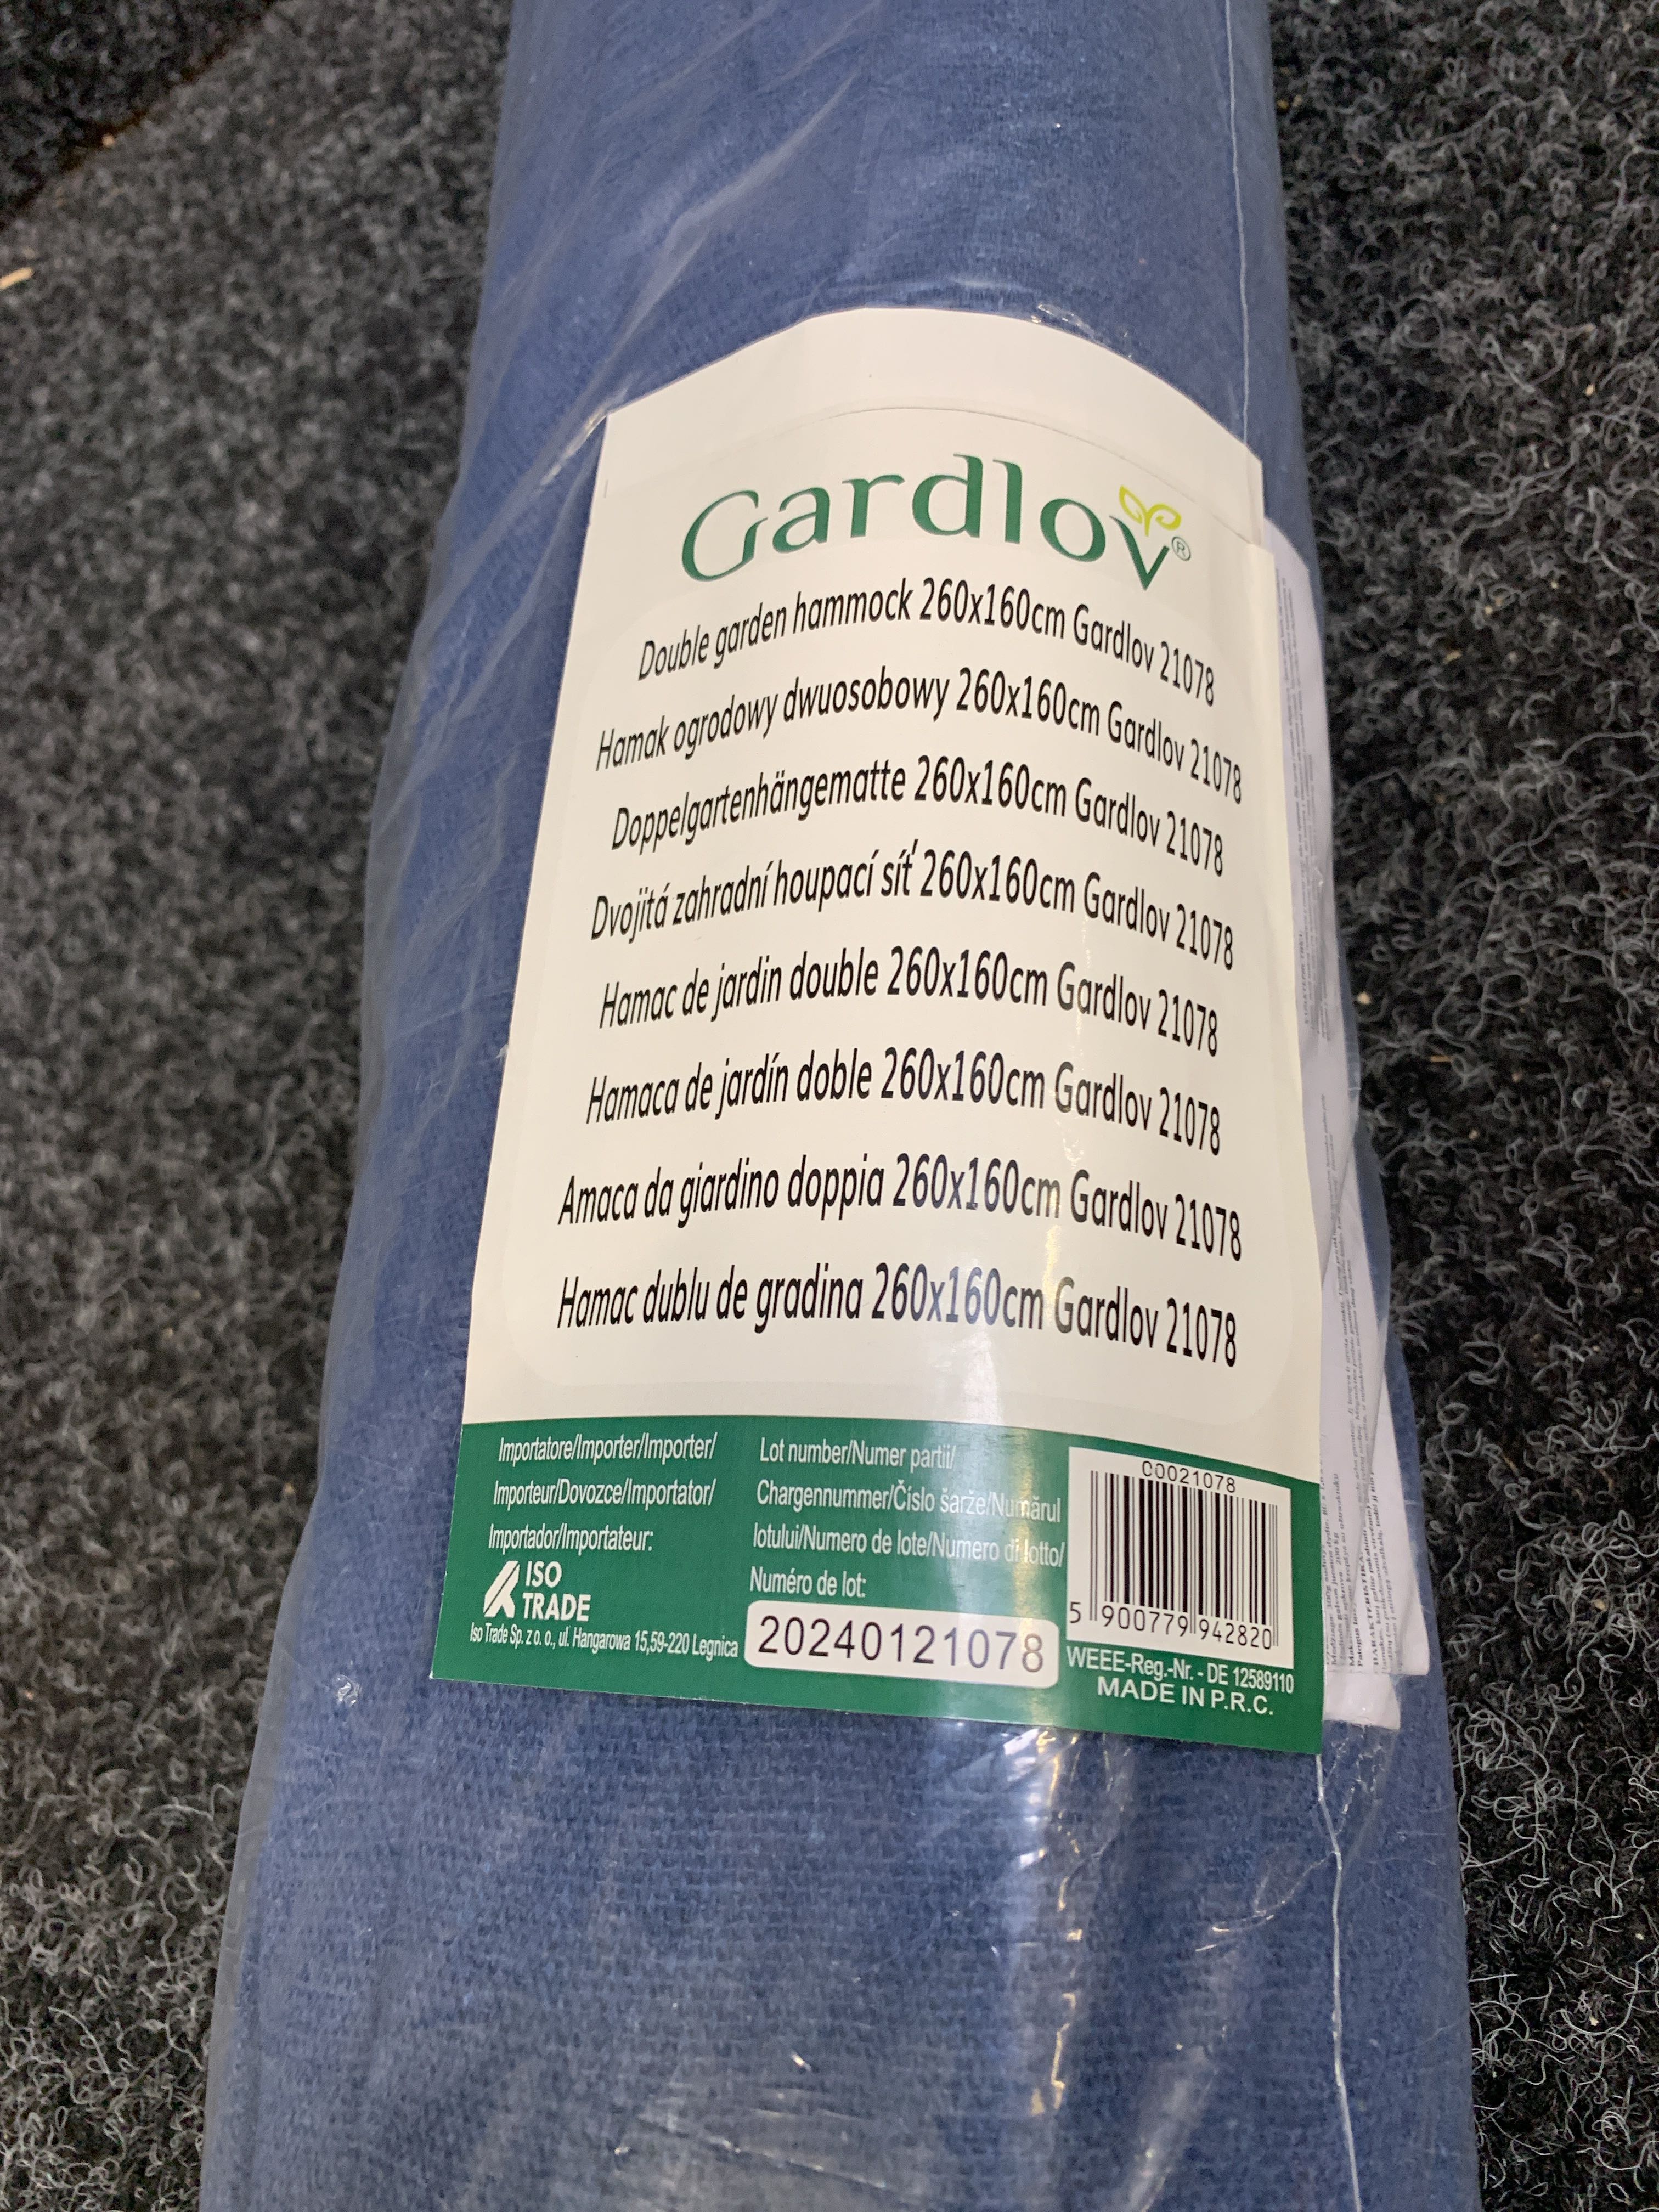 Gardlov®
Double garden hammock 260x160cm Gardlov 21078
Hamak ogrodowy dwuosobowy 260x160cm Gardlov 21078
Doppelgartenhängematte 260x160cm Gardlov 21078
Dvojitá zahradní houpací síť 260x160cm Gardlov 21078
Hamac de jardin double 260x160cm Gardlov 21078
Hamaca de jardín doble 260x160cm Gardlov 21078
Amaca da giardino doppia 260x160cm Gardlov 21078
Hamac dublu de gradina 260x160cm Gardlov 21078
Importatore/Importer/Importer/
Importeur/Dovozce/Importator/
Importador/Importateur:
ISO
TRADE
Iso Trade Sp. z o. o., ul. Hangarowa 15,59-220 Legnica
Lot number/Numer partii/
Chargennummer/Číslo šarže/Numărul
lotului/Numero de lote/Numero di lotto/
Numéro de lot:
20240121078
00021078
5 900779 942820
WEEE-Reg.-Nr. - DE 12589110
MADE IN P.R.C.